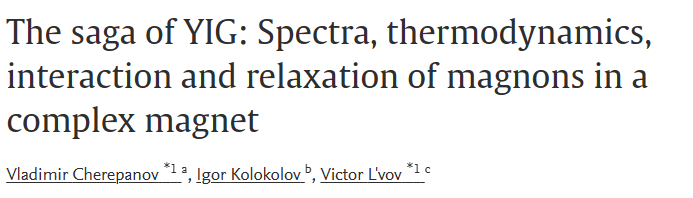 The saga of YIG: Spectra, thermodynamics,
interaction and relaxation of magnons in a
complex magnet
Vladimir Cherepanov *1 a, Igor Kolokolov b, Victor L'vov *1 c